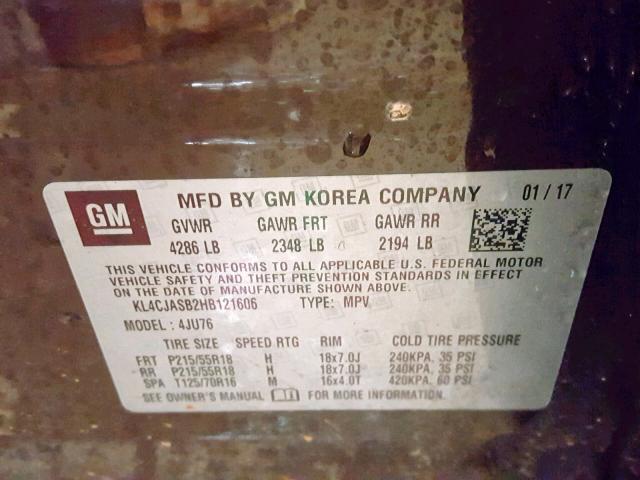 GM MFD BY GM KOREA COMPANY 01 / 17
GVWR GAWR FRT GAWR RR
4286 LB 2348 LB 2194 LB
THIS VEHICLE CONFORMS TO ALL APPLICABLE U.S. FEDERAL MOTOR
VEHICLE SAFETY AND THEFT PREVENTION STANDARDS IN EFFECT
ON THE DATE OF MANUFACTURE SHOWN ABOVE.
KL4CJASB2HB121606 TYPE: MPV
MODEL: 4JU76
TIRE SIZE SPEED RTG RIM COLD TIRE PRESSURE
FRT P215/55R18 H 18x7.0J 240KPA, 35 PSI
RR P215/55R18 H 18x7.0J 240KPA, 35 PSI
SPA T125/70R16 M 16x4.0T 420KPA, 60 PSI
SEE OWNER'S MANUAL FOR MORE INFORMATION.